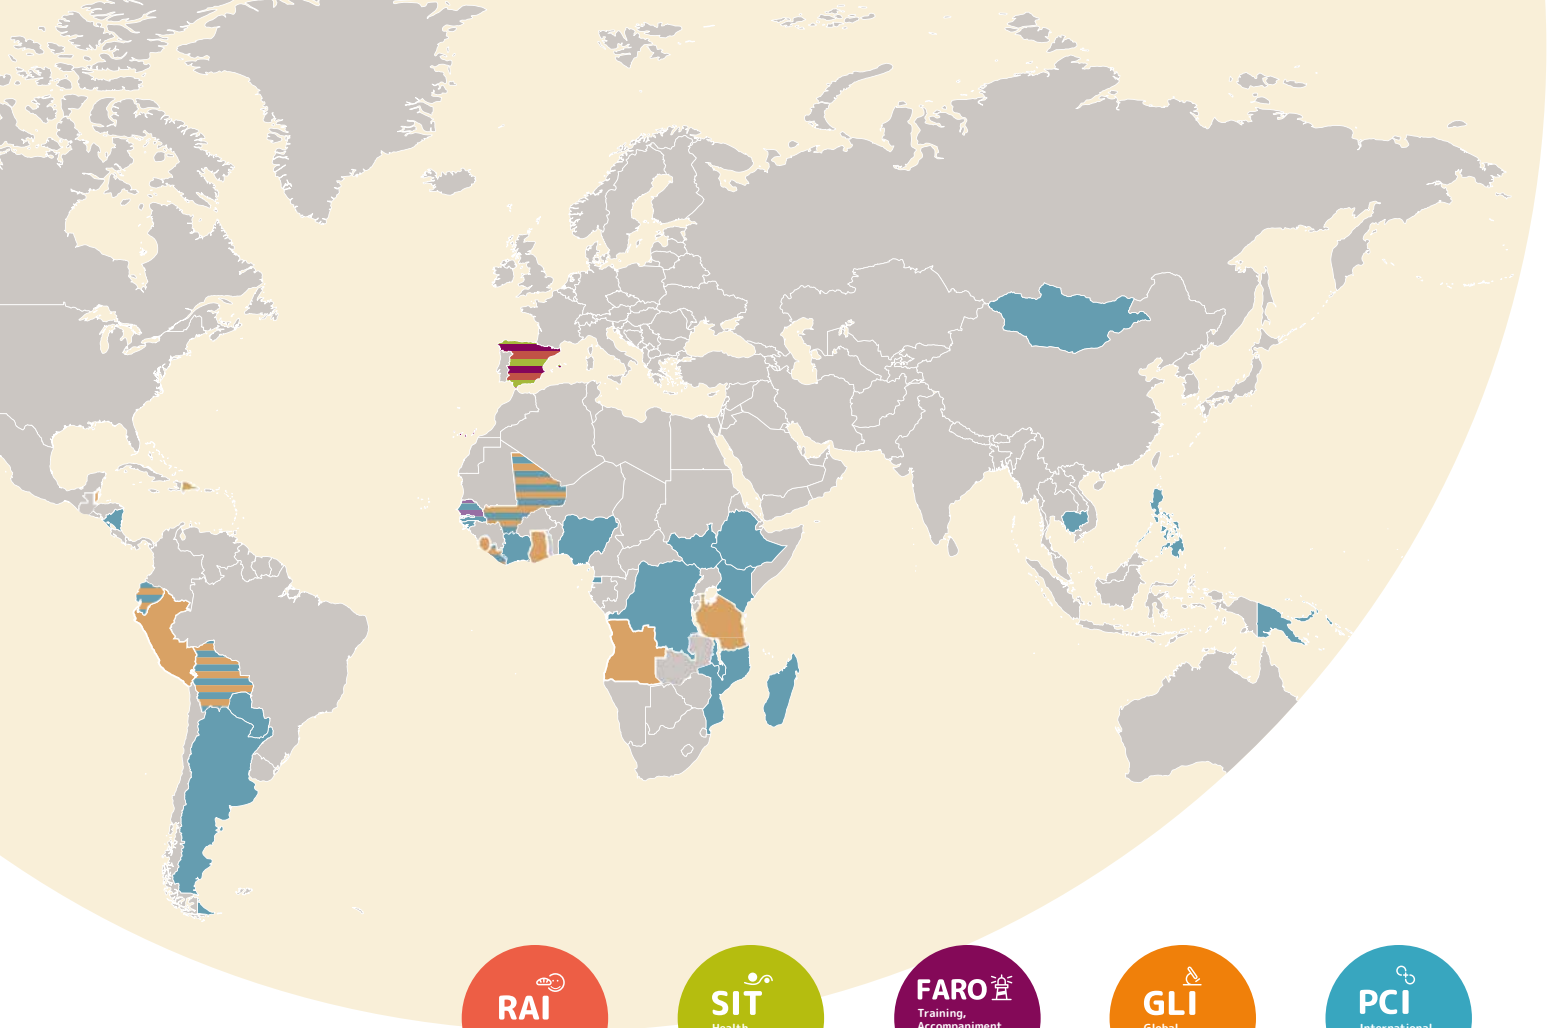 RAI
SIT
Health
FARO
Training,
Accompaniment
GLI
Global
PCI
International